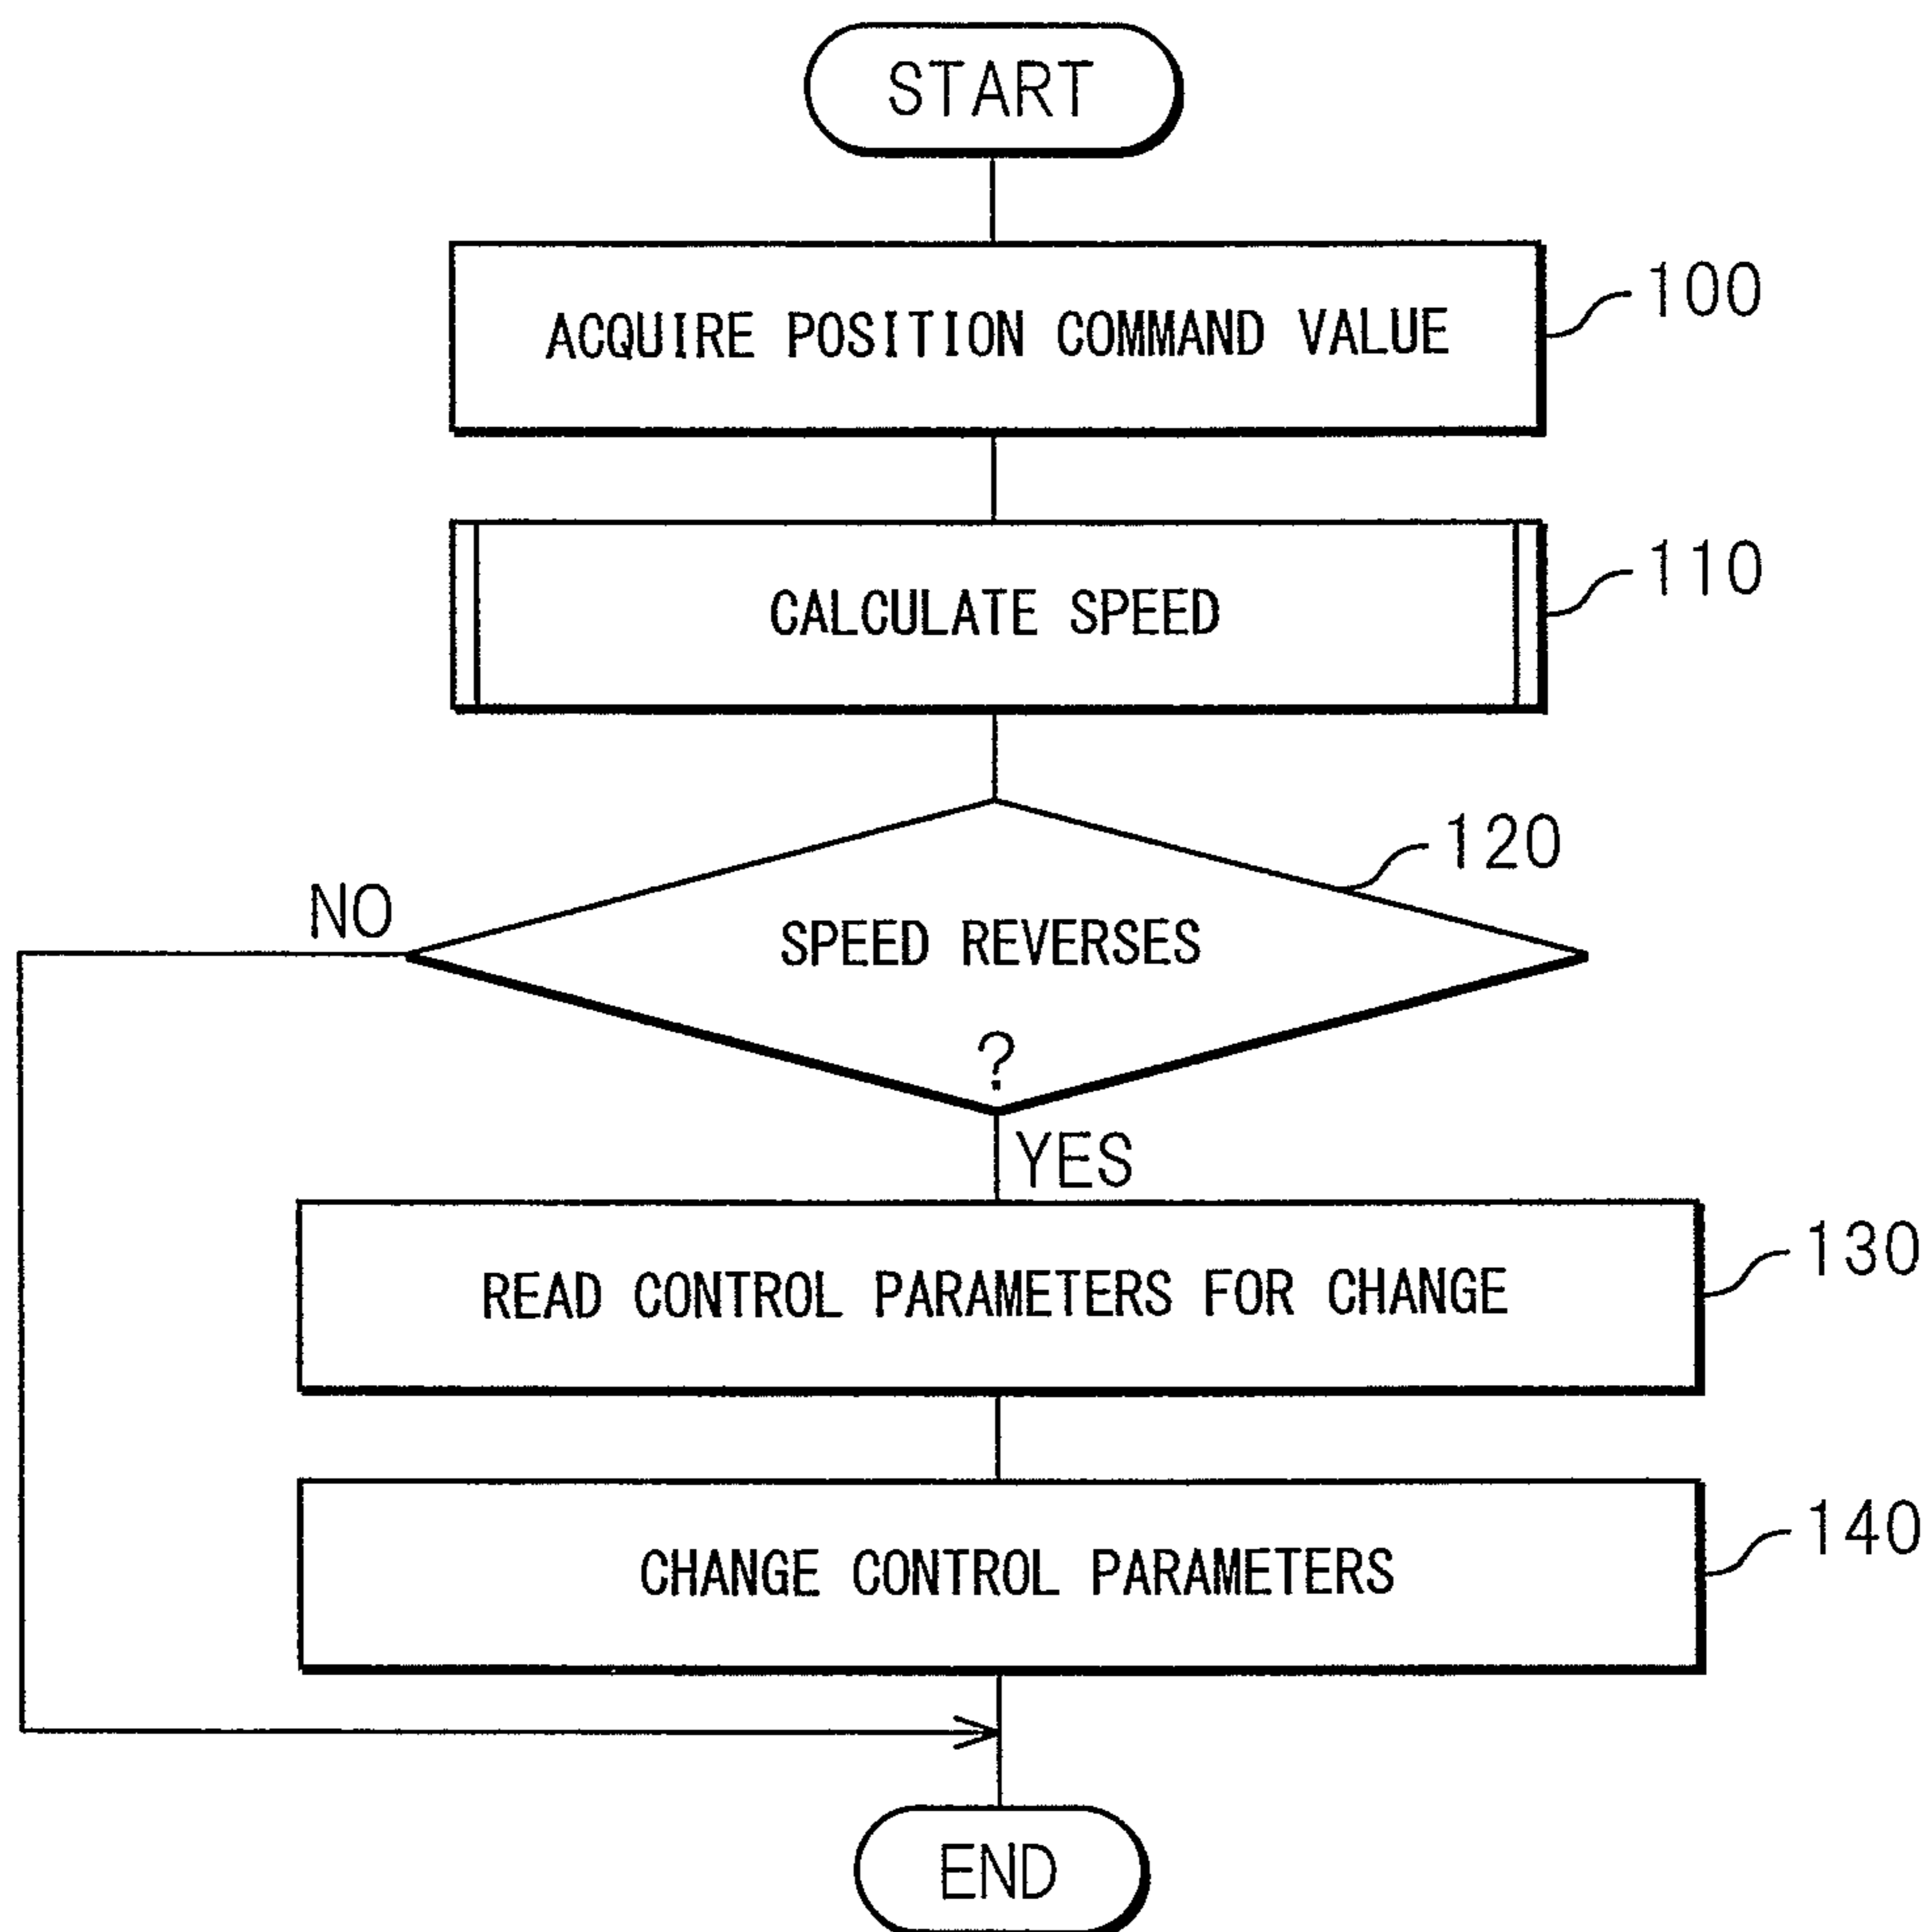 START
ACQUIRE POSITION COMMAND VALUE
100
CALCULATE SPEED
110
120
NO
SPEED REVERSES
?
YES
READ CONTROL PARAMETERS FOR CHANGE
130
CHANGE CONTROL PARAMETERS
140
END